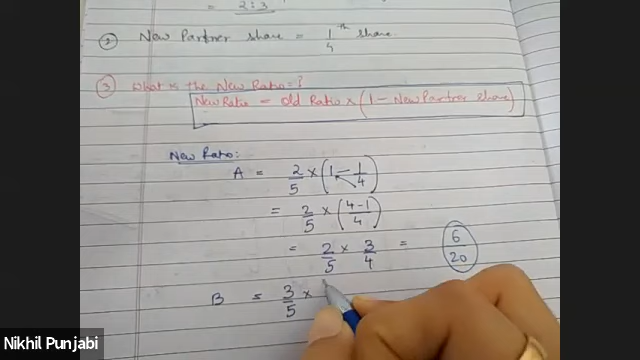 = 2:3
② New Partner share = 1/4 th share.
③ What is the New Ratio = ?
New Ratio = Old Ratio × (1 - New Partner share)
New Ratio:
A = 2/5 × (1 - 1/4)
= 2/5 × (4-1/4)
= 2/5 × 3/4 = 6/20
B = 3/5 ×
Nikhil Punjabi